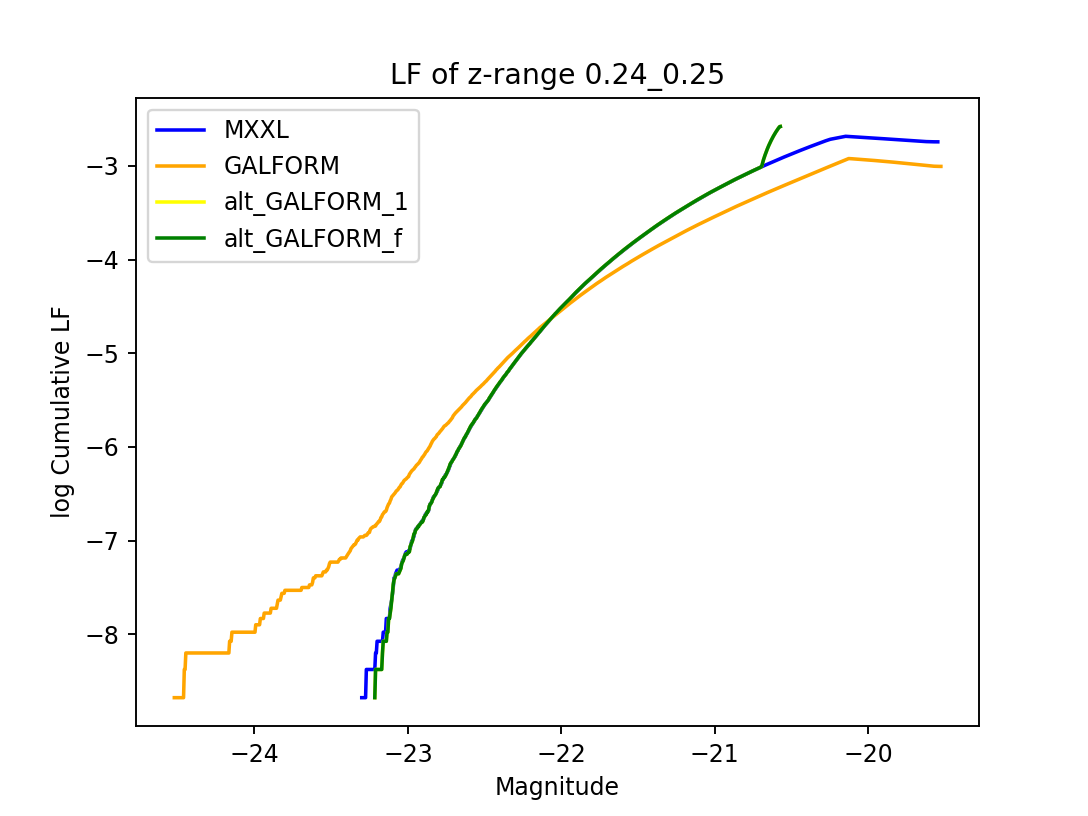 LF of z-range 0.24_0.25
MXXL
GALFORM
alt_GALFORM_1
alt_GALFORM_f
−3
−4
−5
−6
−7
−8
log Cumulative LF
−24
−23
−22
−21
−20
Magnitude